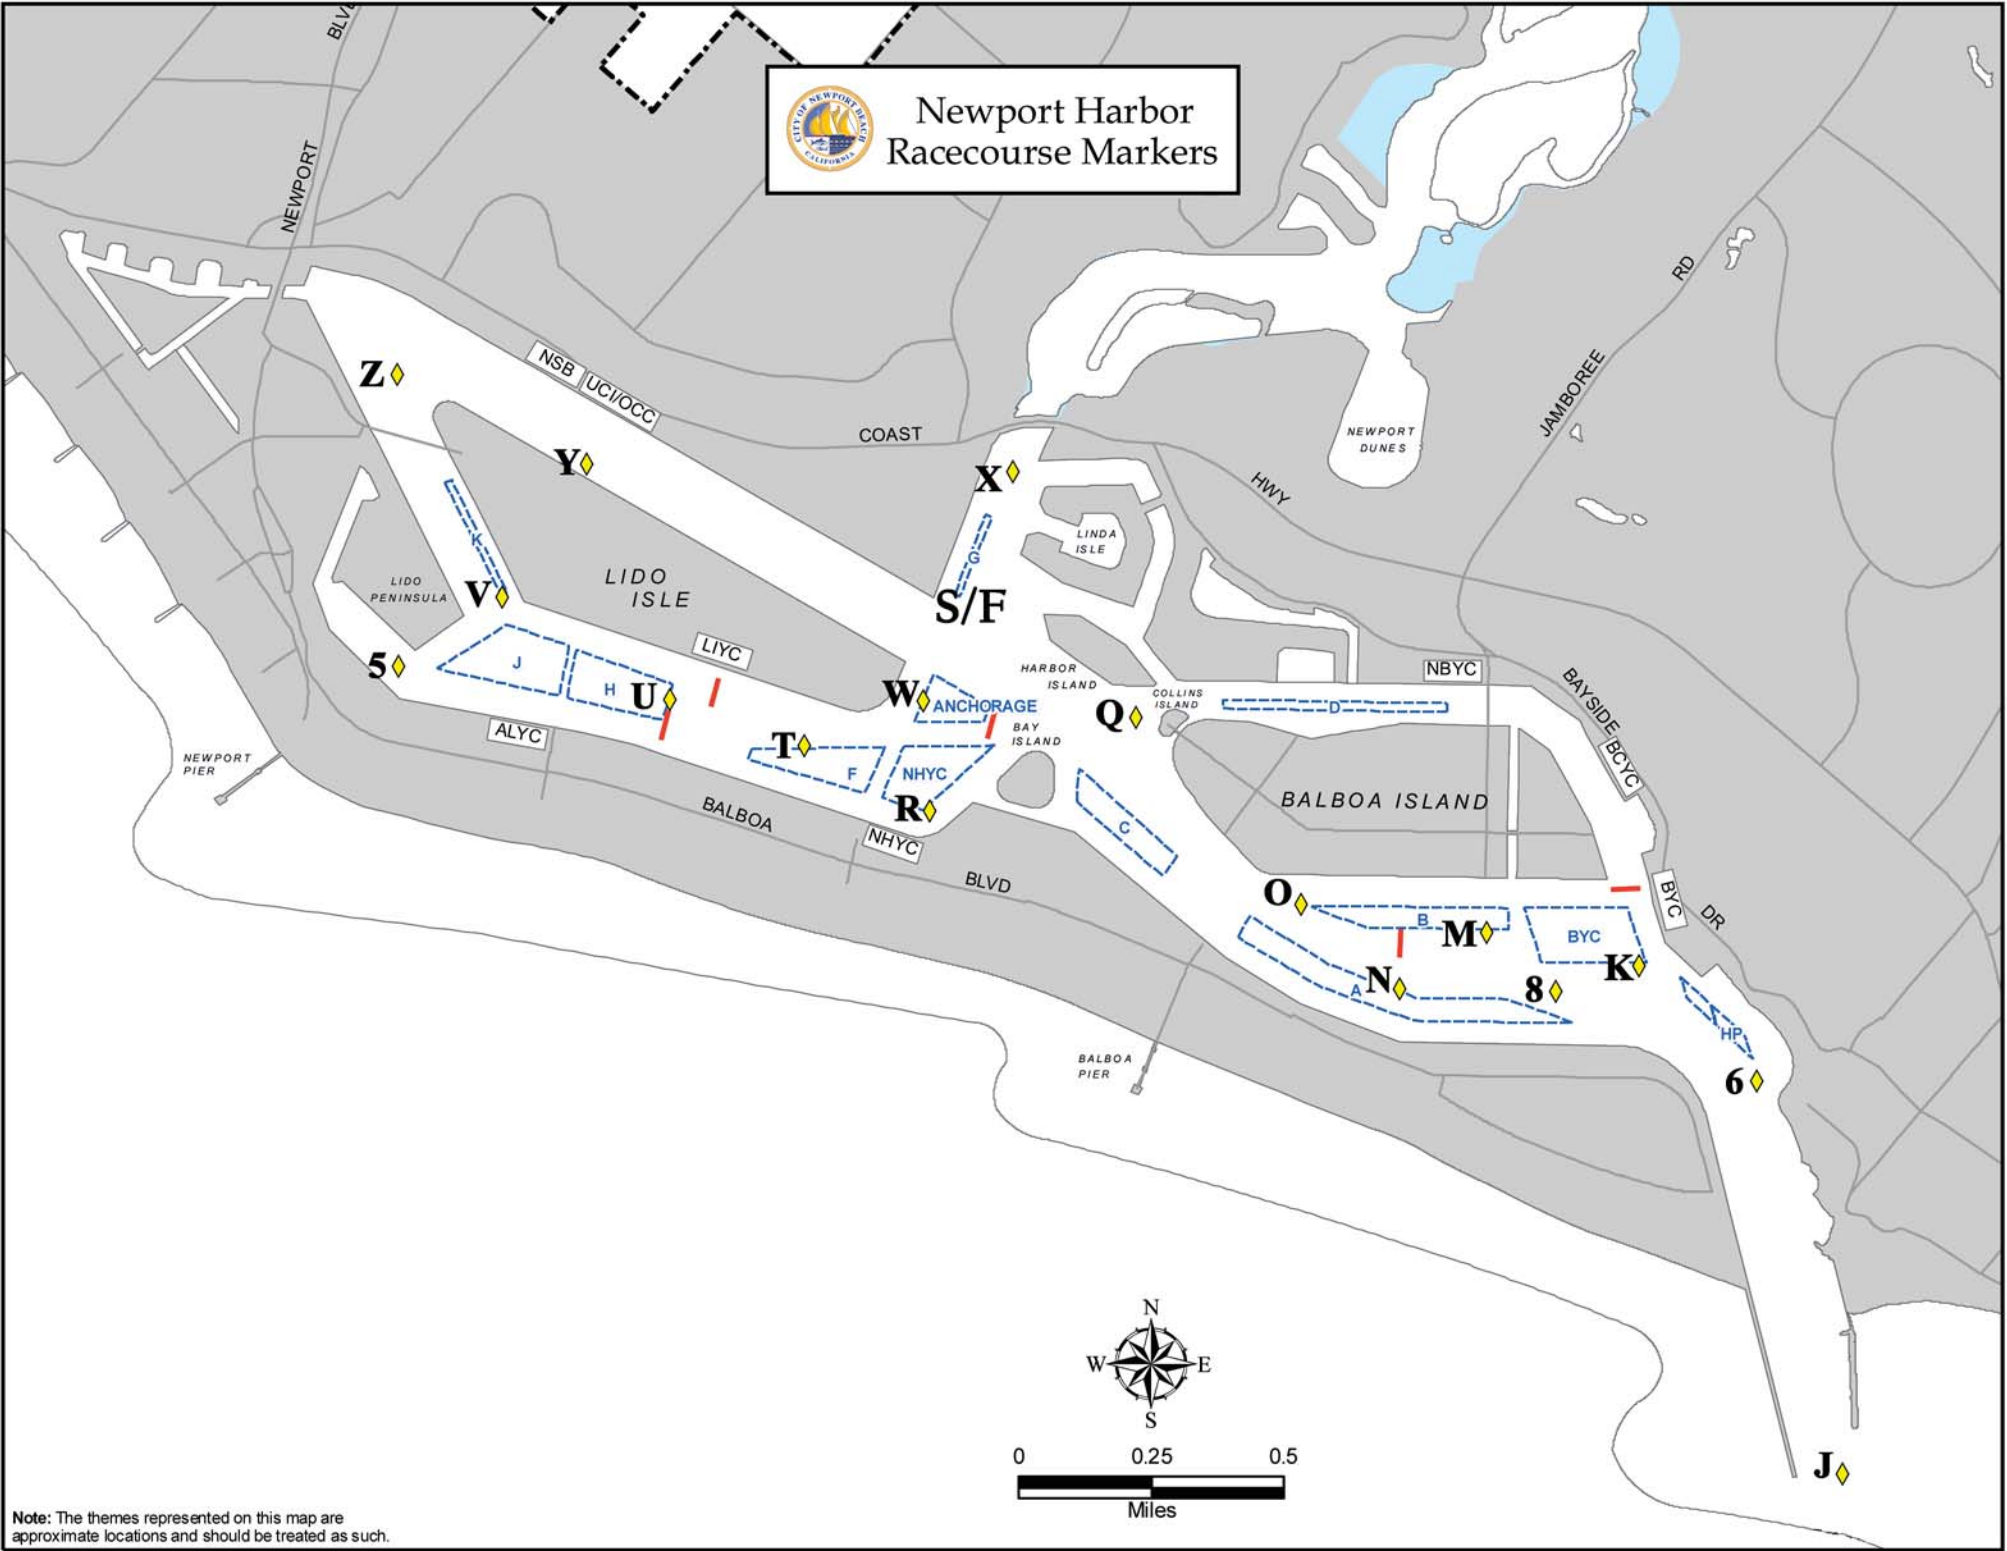 BLVD
CITY OF NEWPORT BEACH
CALIFORNIA
Newport Harbor
Racecourse Markers
NEWPORT
RD
JAMBOREE
Z
NSB
UCI/OCC
COAST
NEWPORT
DUNES
Y
X
HWY
K
G
LINDA
ISLE
LIDO
PENINSULA
V
LIDO
ISLE
S/F
5
J
H
U
LIYC
W
ANCHORAGE
HARBOR
ISLAND
BAY
ISLAND
Q
COLLINS
ISLAND
D
NBYC
BAYSIDE
BCYC
ALYC
T
F
NHYC
R
NEWPORT
PIER
BALBOA
NHYC
BLVD
C
BALBOA ISLAND
O
B
M
BYC
BYC
DR
A
N
8
K
HP
6
BALBOA
PIER
N
W
E
S
0
0.25
0.5
Miles
J
Note: The themes represented on this map are
approximate locations and should be treated as such.